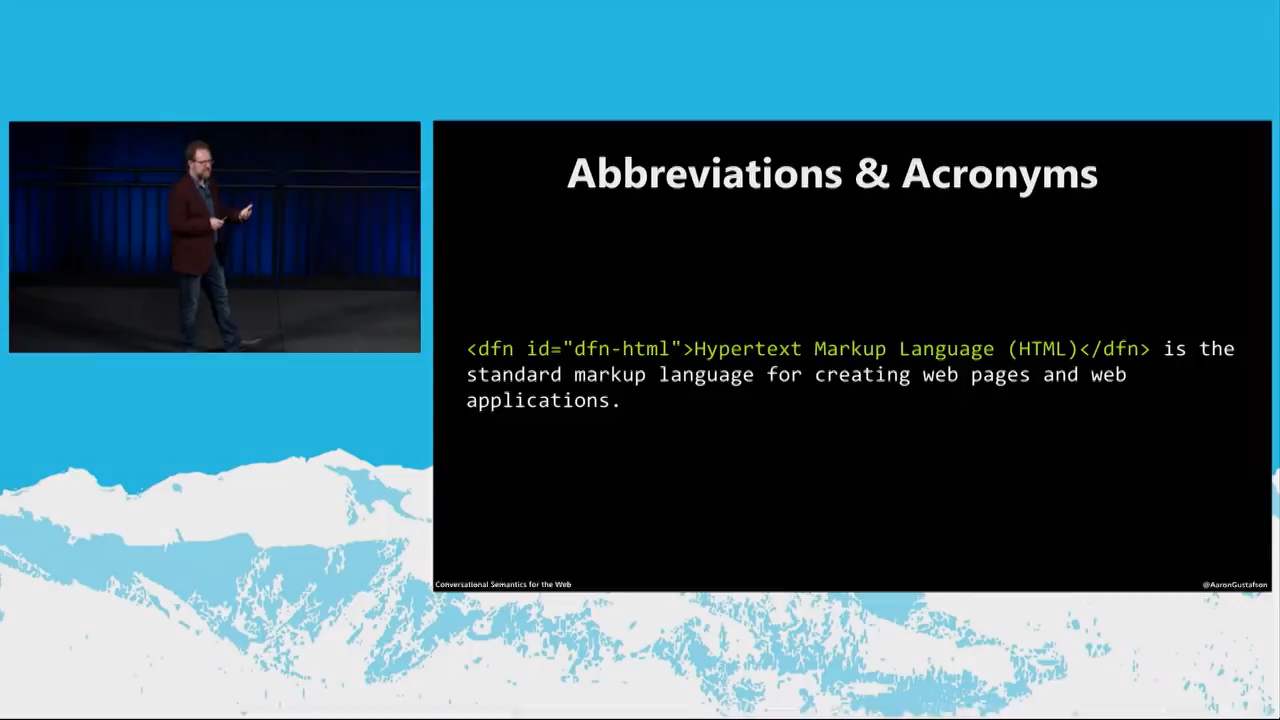 Abbreviations & Acronyms
<dfn id="dfn-html">Hypertext Markup Language (HTML)</dfn> is the
standard markup language for creating web pages and web
applications.
Conversational Semantics for the Web
@AaronGustafson